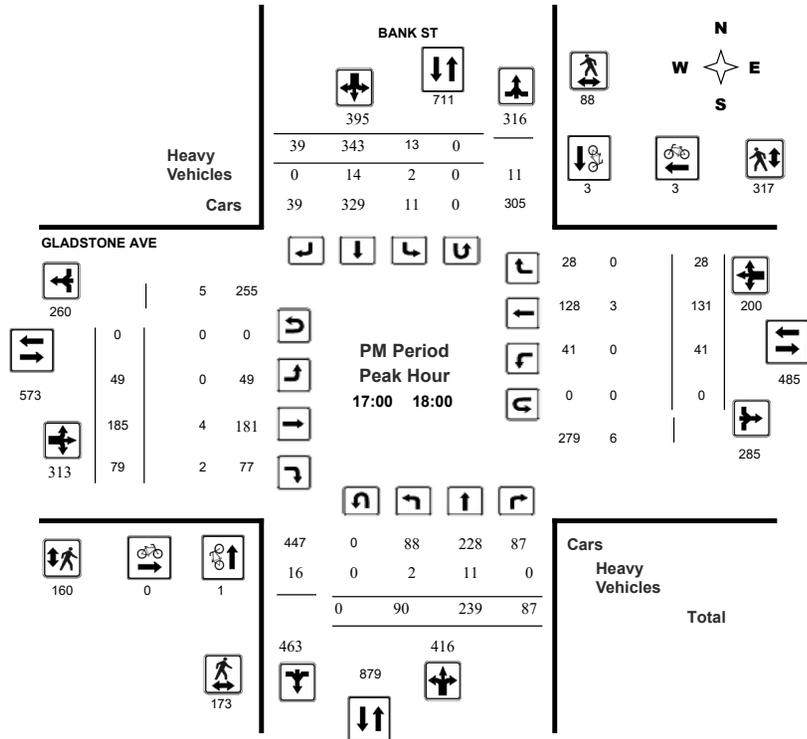 BANK ST
N
W E
S
711
88
395
316
39 343 13 0
Heavy
Vehicles
0 14 2 0 11
3 3 317
Cars
39 329 11 0 305
GLADSTONE AVE
28 0 28
260
5 255
128 3 131 200
0 0 0
PM Period
Peak Hour
41 0 41
49 0 49
573
485
17:00 18:00
0 0 0
185 4 181
279 6
285
313
79 2 77
447 0 88 228 87
Cars
16 0 2 11 0
Heavy
Vehicles
160 0 1
0 90 239 87
Total
463 416
879
173